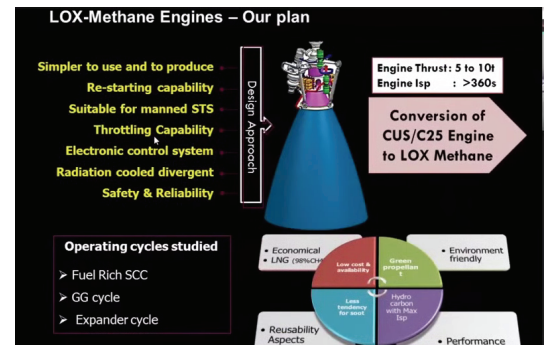 LOX-Methane Engines – Our plan
Simpler to use and to produce
Re-starting capability
Suitable for manned STS
Throttling Capability
Electronic control system
Radiation cooled divergent
Safety & Reliability
Design Approach
Engine Thrust: 5 to 10t
Engine Isp : >360s
Conversion of
CUS/C25 Engine
to LOX Methane
Operating cycles studied
➢ Fuel Rich SCC
➢ GG cycle
➢ Expander cycle
• Economical
• LNG (98%CH
• Environment
friendly
Low cost &
availability
Green
propellan
t
Less
tendency
for soot
Hydro
carbon
with Max
Isp
• Reusability
Aspects
• Performance